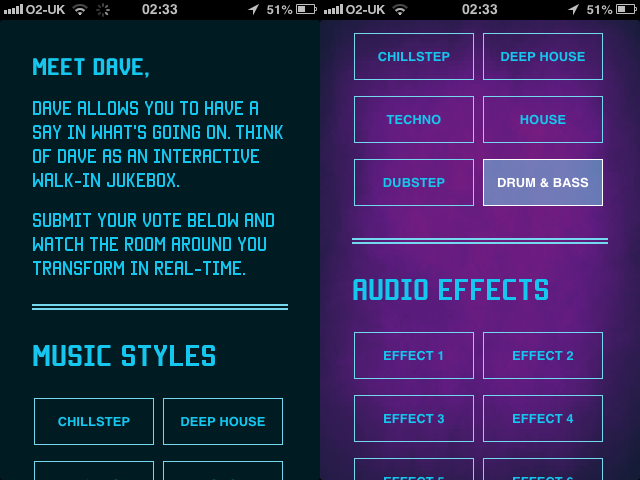 O2-UK 02:33 51%
MEET DAVE,
DAVE ALLOWS YOU TO HAVE A
SAY IN WHAT'S GOING ON. THINK
OF DAVE AS AN INTERACTIVE
WALK-IN JUKEBOX.
SUBMIT YOUR VOTE BELOW AND
WATCH THE ROOM AROUND YOU
TRANSFORM IN REAL-TIME.
MUSIC STYLES
CHILLSTEP DEEP HOUSE
O2-UK 02:33 51%
CHILLSTEP DEEP HOUSE
TECHNO HOUSE
DUBSTEP DRUM & BASS
AUDIO EFFECTS
EFFECT 1 EFFECT 2
EFFECT 3 EFFECT 4